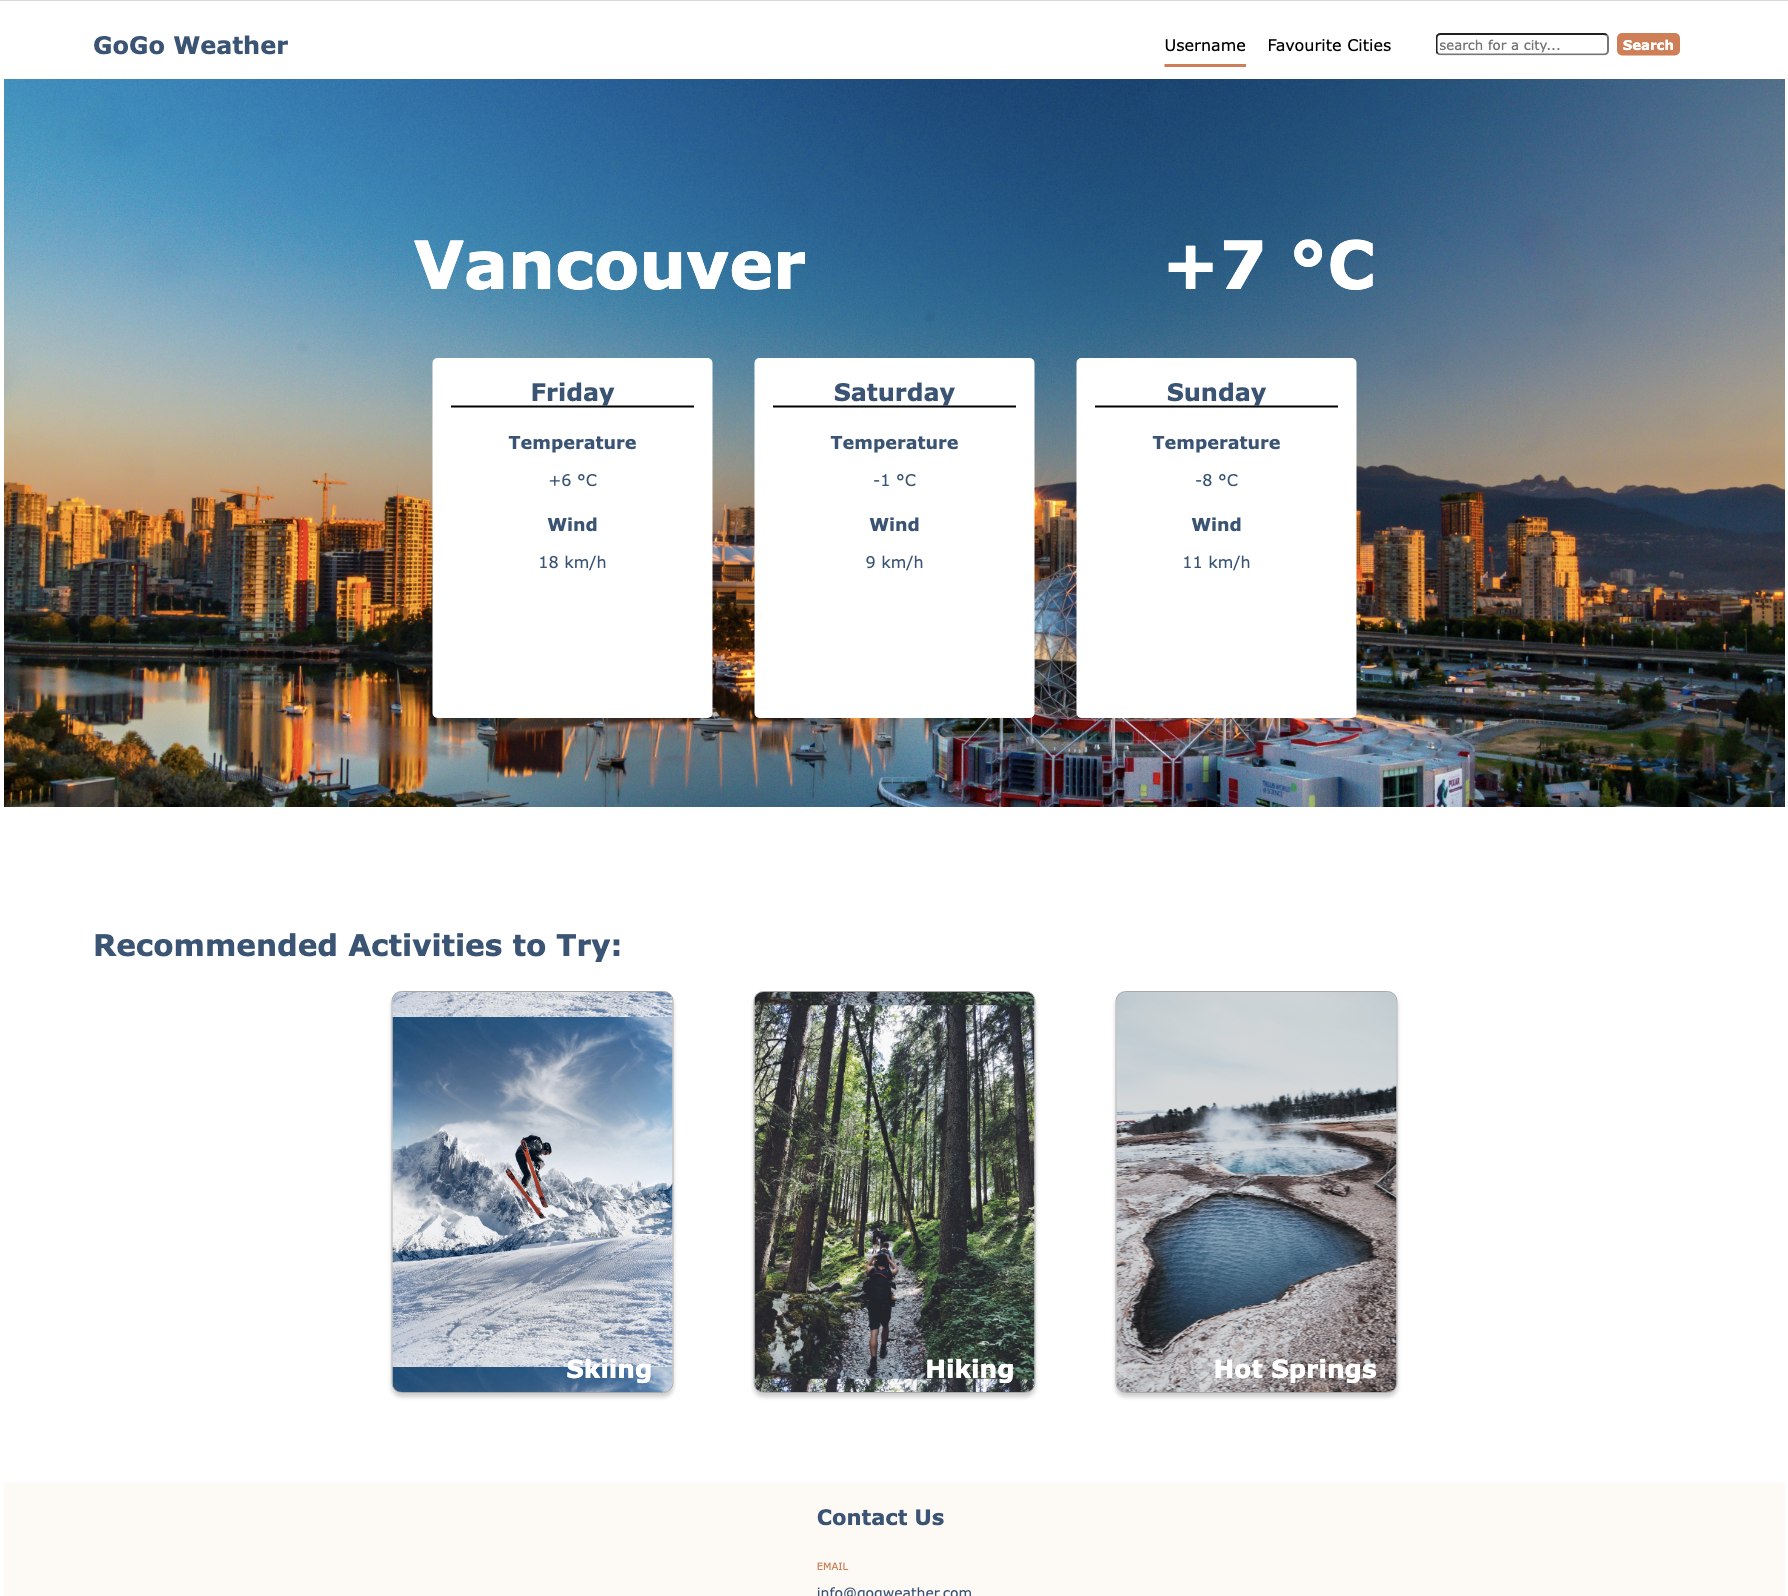 GoGo Weather
Username Favourite Cities search for a city... Search
Vancouver +7 °C
Friday
Temperature
+6 °C
Wind
18 km/h
Saturday
Temperature
-1 °C
Wind
9 km/h
Sunday
Temperature
-8 °C
Wind
11 km/h
Recommended Activities to Try:
Skiing
Hiking
Hot Springs
Contact Us
EMAIL
info@gogweather.com